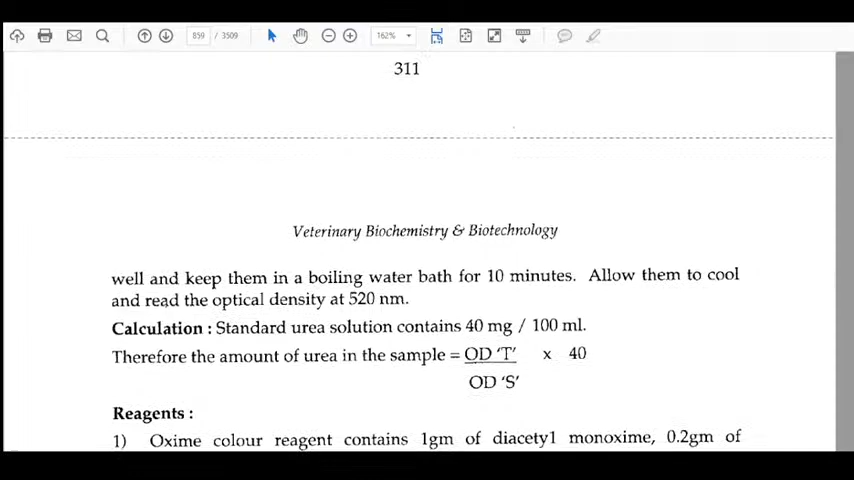 859 / 3509
162%
311
Veterinary Biochemistry & Biotechnology
well and keep them in a boiling water bath for 10 minutes. Allow them to cool
and read the optical density at 520 nm.
Calculation : Standard urea solution contains 40 mg / 100 ml.
Therefore the amount of urea in the sample = OD 'T' x 40
OD 'S'
Reagents :
1) Oxime colour reagent contains 1gm of diacety1 monoxime, 0.2gm of